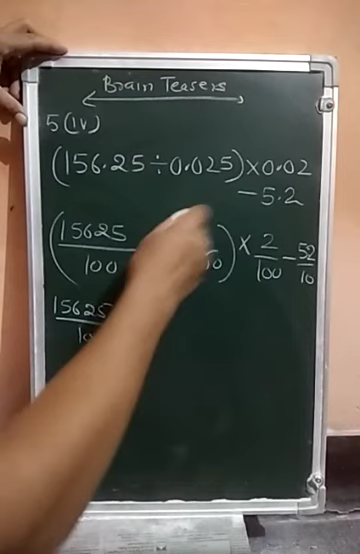 Brain Teasers
5 (iv)
(156.25÷0.025)×0.02
-5.2
(15625/100 10) × 2/100 - 52/10
15625/10